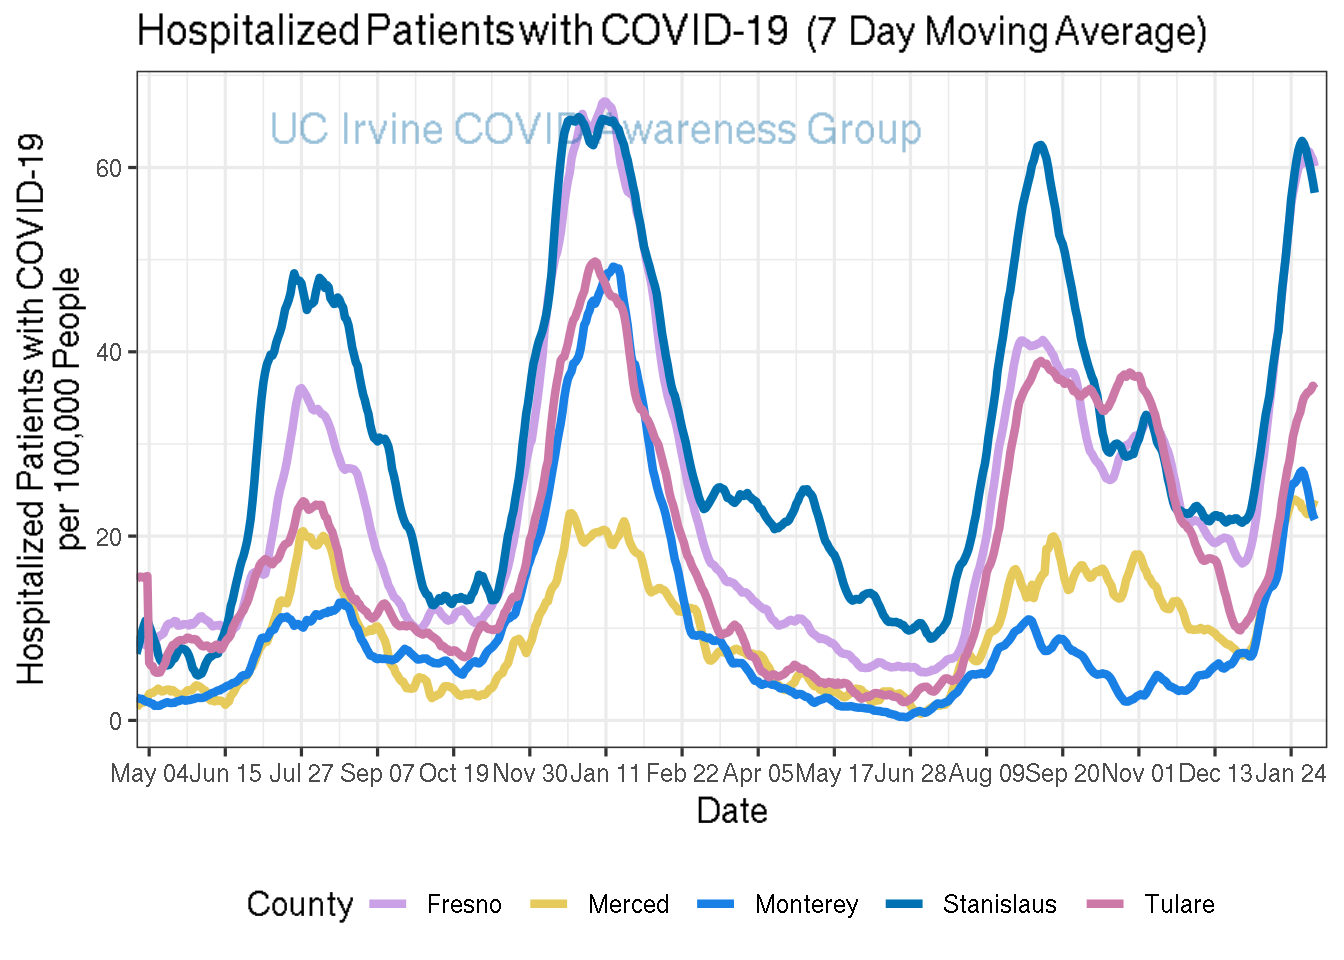 Hospitalized Patients with COVID-19 (7 Day Moving Average)
UC Irvine COVID Awareness Group
Hospitalized Patients with COVID-19
per 100,000 People
60
40
20
0
May 04 Jun 15 Jul 27 Sep 07 Oct 19 Nov 30 Jan 11 Feb 22 Apr 05 May 17 Jun 28 Aug 09 Sep 20 Nov 01 Dec 13 Jan 24
Date
County Fresno Merced Monterey Stanislaus Tulare